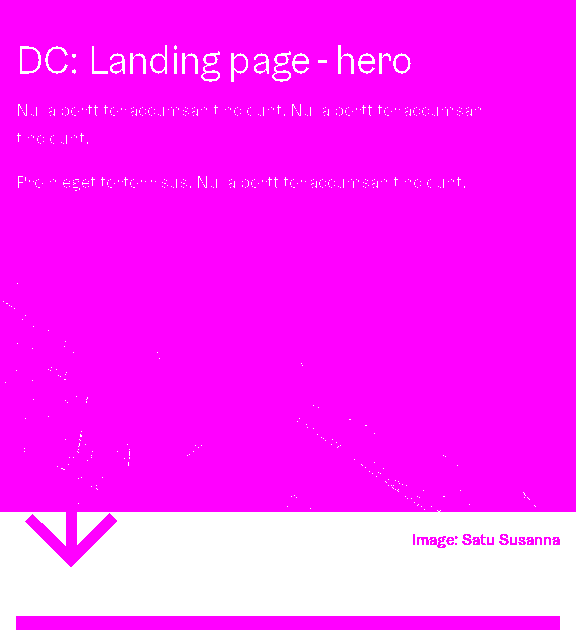 DC: Landing page - hero
Nulla porttitor accumsan tincidunt. Nulla porttitor accumsan
tincidunt.
Proin eget tortor risus. Nulla porttitor accumsan tincidunt.
Image: Satu Susanna